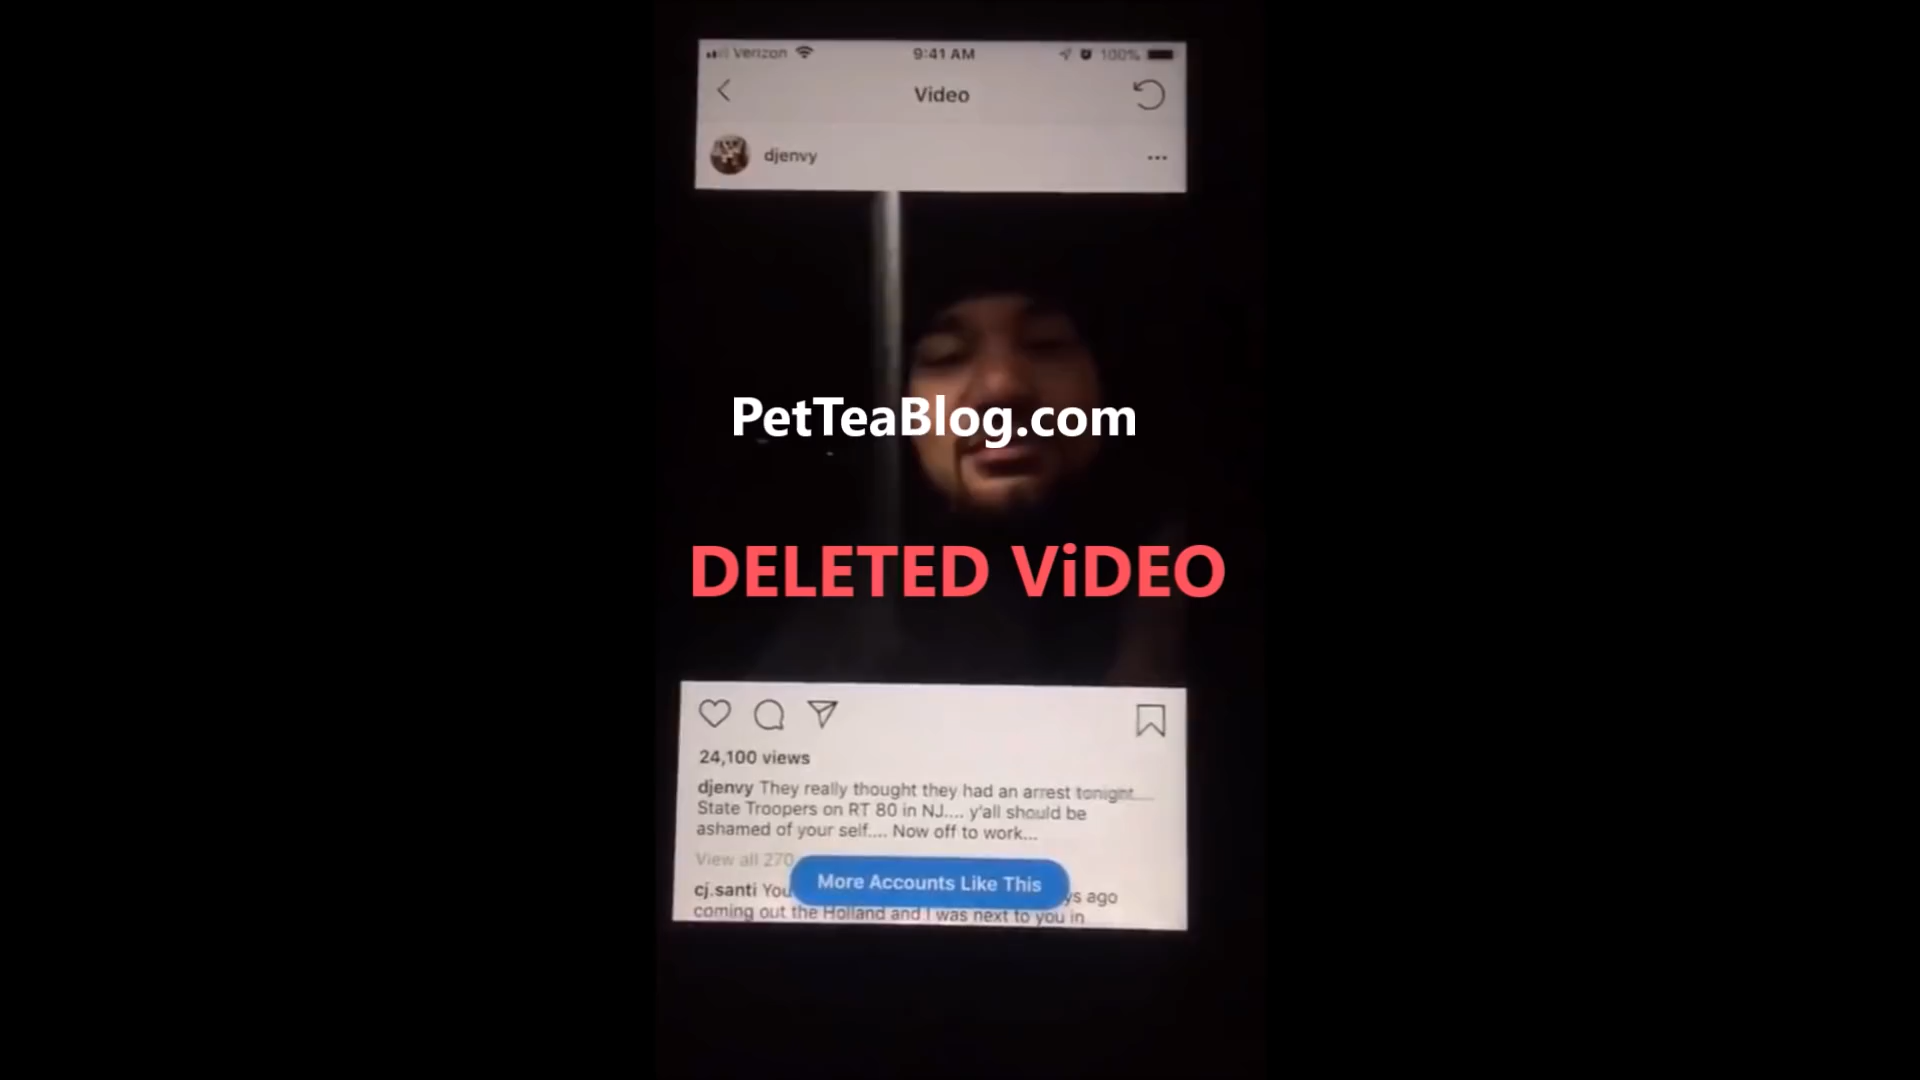 Verizon
9:41 AM
100%
Video
djenvy
PetTeaBlog.com
DELETED ViDEO
24,100 views
djenvy They really thought they had an arrest tonight....
State Troopers on RT 80 in NJ.... y'all should be
ashamed of your self.... Now off to work...
View all 270
More Accounts Like This
cj.santi You
ys ago
coming out the Holland and I was next to you in